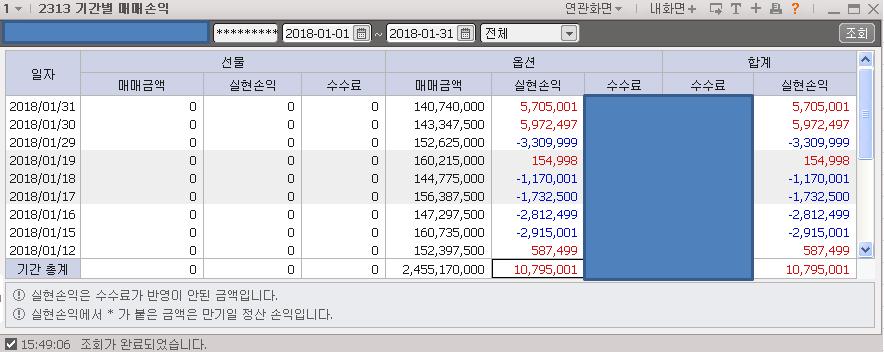 1 2313 기간별 매매손익 연관화면 내화면+ T + ?
********* 2018-01-01 ~ 2018-01-31 전체 조회
일자 선물 옵션 합계
매매금액 실현손익 수수료 매매금액 실현손익 수수료 수수료 실현손익
2018/01/31 0 0 0 140,740,000 5,705,001 5,705,001
2018/01/30 0 0 0 143,347,500 5,972,497 5,972,497
2018/01/29 0 0 0 152,625,000 -3,309,999 -3,309,999
2018/01/19 0 0 0 160,215,000 154,998 154,998
2018/01/18 0 0 0 144,775,000 -1,170,001 -1,170,001
2018/01/17 0 0 0 156,387,500 -1,732,500 -1,732,500
2018/01/16 0 0 0 147,297,500 -2,812,499 -2,812,499
2018/01/15 0 0 0 160,735,000 -2,915,001 -2,915,001
2018/01/12 0 0 0 152,397,500 587,499 587,499
기간 총계 0 0 0 2,455,170,000 10,795,001 10,795,001
! 실현손익은 수수료가 반영이 안된 금액입니다.
! 실현손익에서 * 가 붙은 금액은 만기일 정산 손익입니다.
15:49:06 조회가 완료되었습니다.